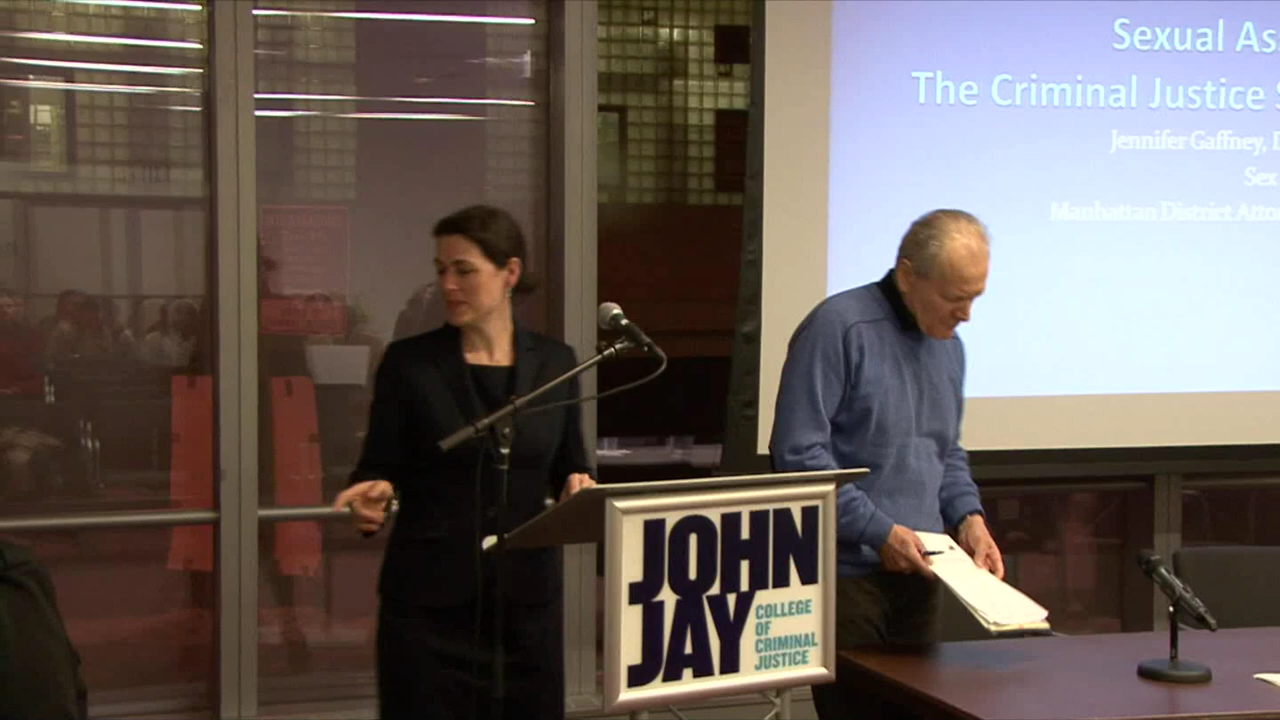 Sexual As
The Criminal Justice
Jennifer Gaffney,
Sex
Manhattan District Atto
JOHN
JAY
COLLEGE
OF
CRIMINAL
JUSTICE